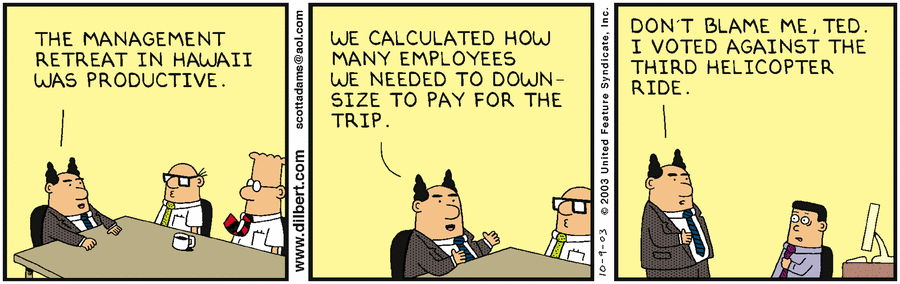 THE MANAGEMENT
RETREAT IN HAWAII
WAS PRODUCTIVE.
www.dilbert.com
scottadams@aol.com
WE CALCULATED HOW
MANY EMPLOYEES
WE NEEDED TO DOWN-
SIZE TO PAY FOR THE
TRIP.
10-9-03
© 2003 United Feature Syndicate, Inc.
DON'T BLAME ME, TED.
I VOTED AGAINST THE
THIRD HELICOPTER
RIDE.